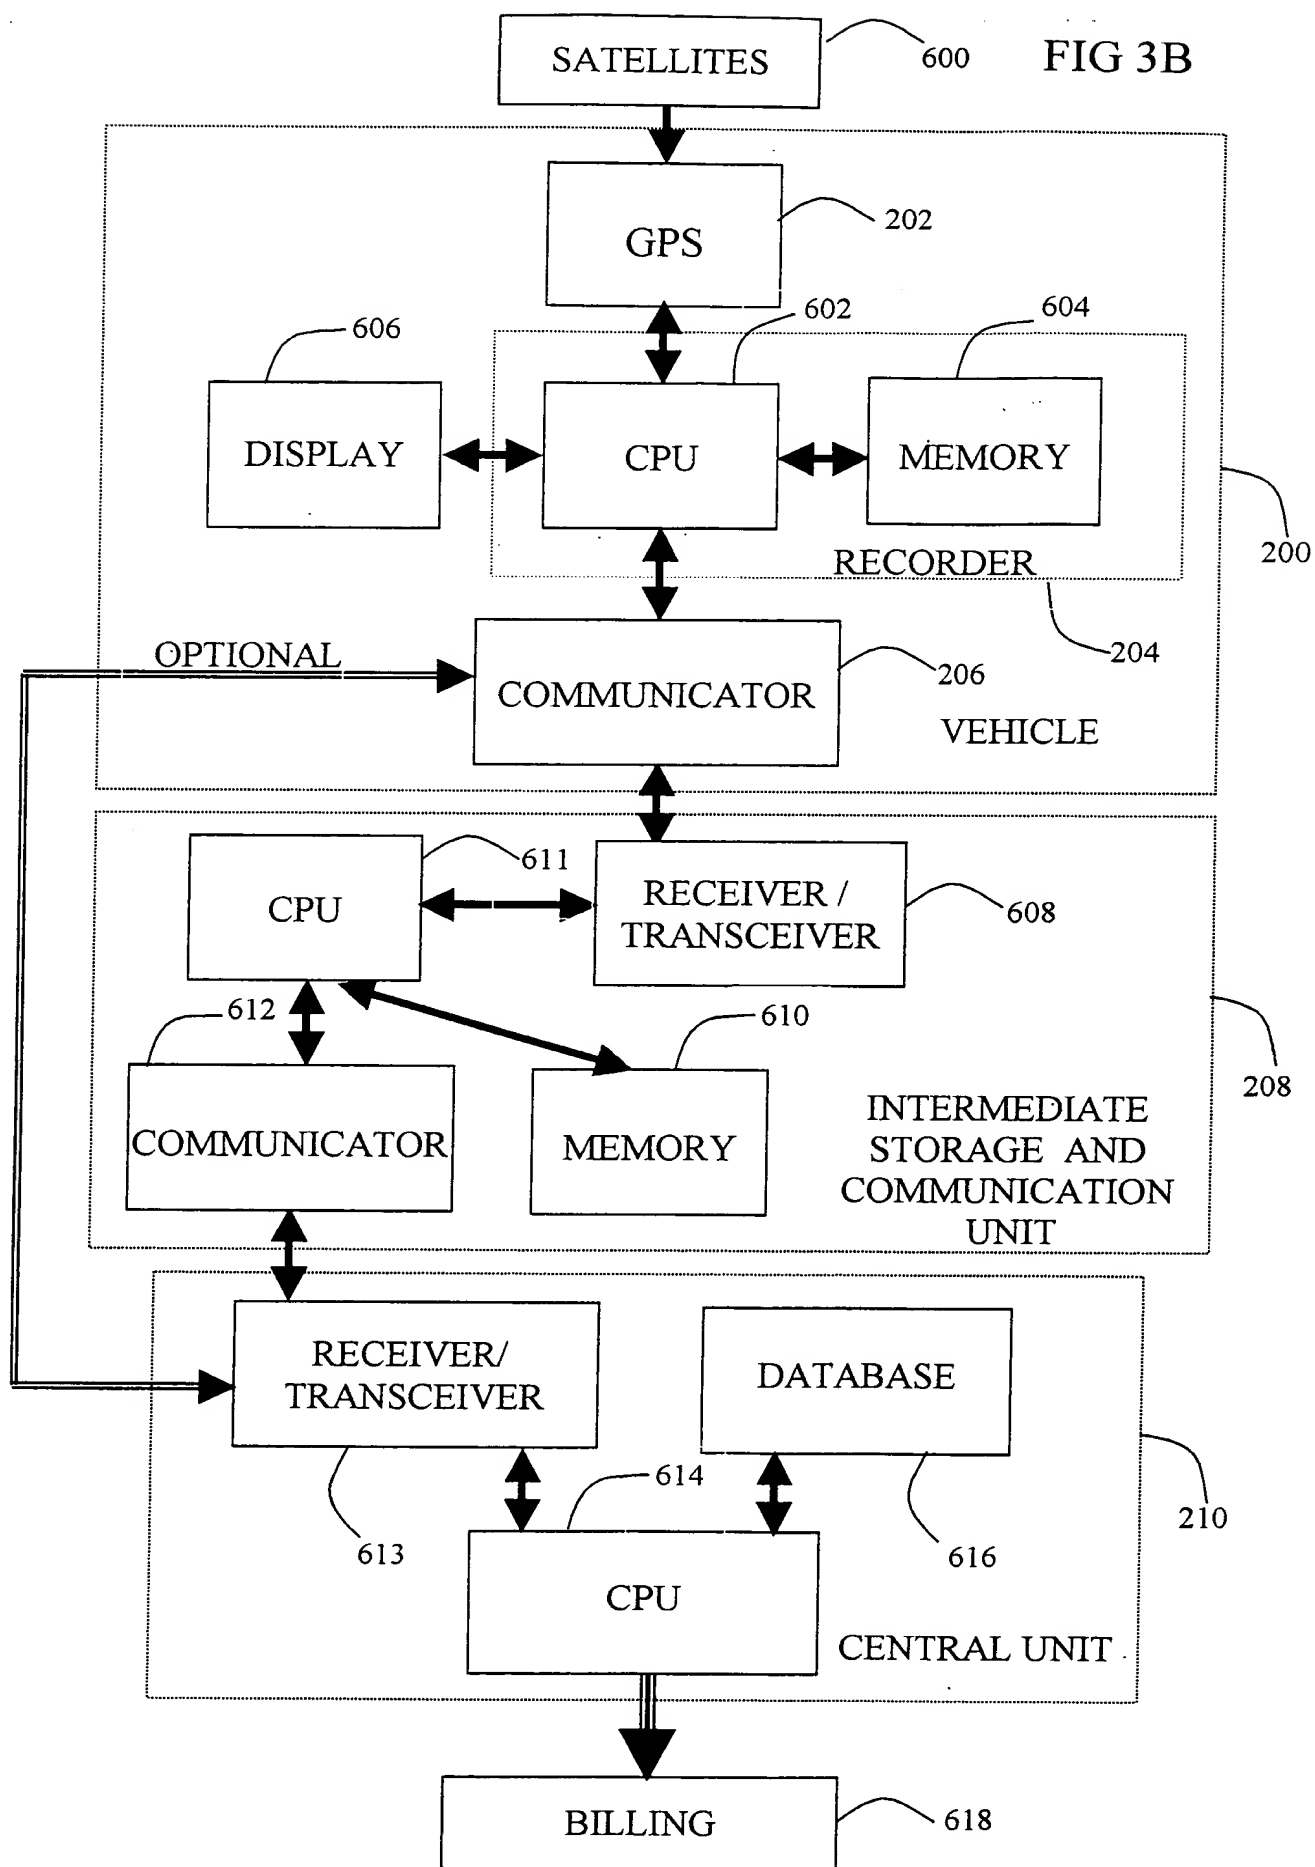 SATELLITES
600
FIG 3B
GPS
202
606
602
604
DISPLAY
CPU
MEMORY
RECORDER
200
204
OPTIONAL
COMMUNICATOR
206
VEHICLE
CPU
611
RECEIVER /
TRANSCEIVER
608
612
610
208
COMMUNICATOR
MEMORY
INTERMEDIATE
STORAGE AND
COMMUNICATION
UNIT
RECEIVER/
TRANSCEIVER
DATABASE
614
613
616
210
CPU
CENTRAL UNIT
BILLING
618